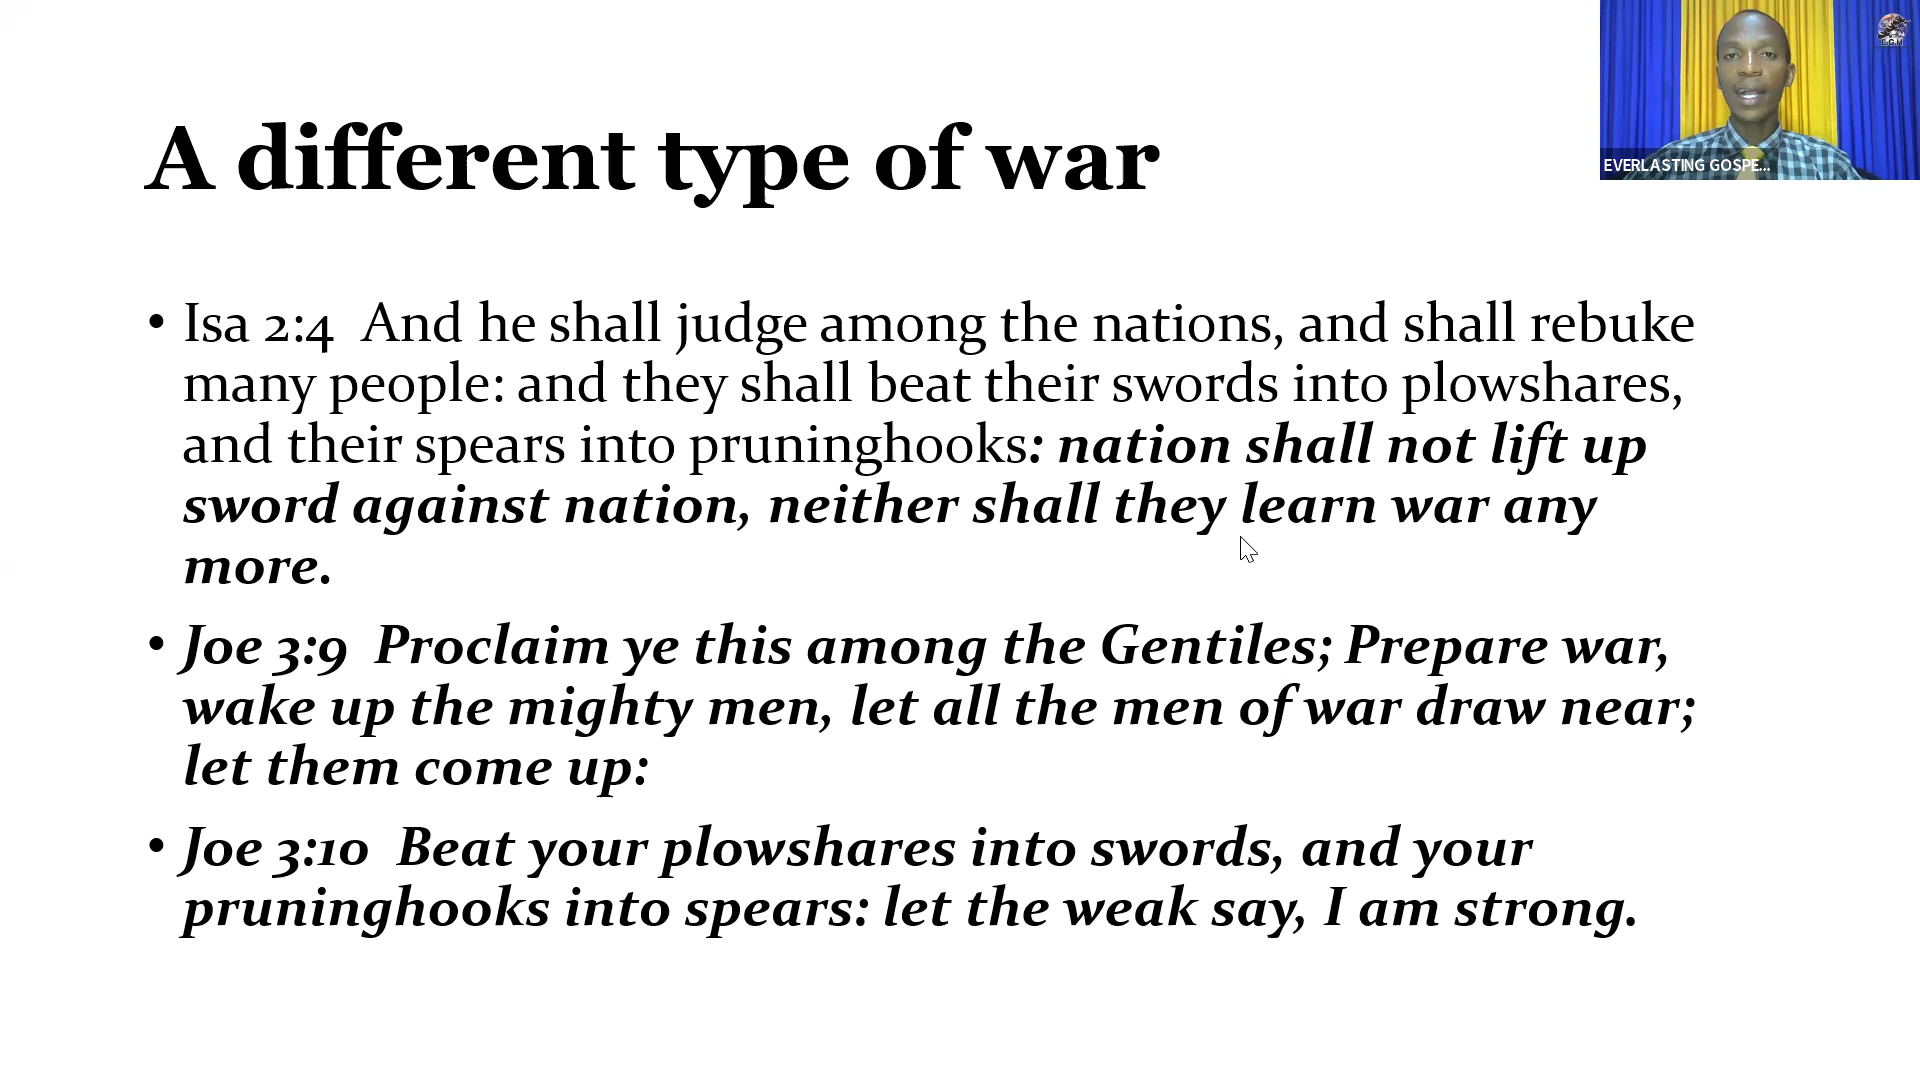 A different type of war
• Isa 2:4 And he shall judge among the nations, and shall rebuke
many people: and they shall beat their swords into plowshares,
and their spears into pruninghooks: nation shall not lift up
sword against nation, neither shall they learn war any
more.
• Joe 3:9 Proclaim ye this among the Gentiles; Prepare war,
wake up the mighty men, let all the men of war draw near;
let them come up:
• Joe 3:10 Beat your plowshares into swords, and your
pruninghooks into spears: let the weak say, I am strong.
EVERLASTING GOSPE...
E.G.M